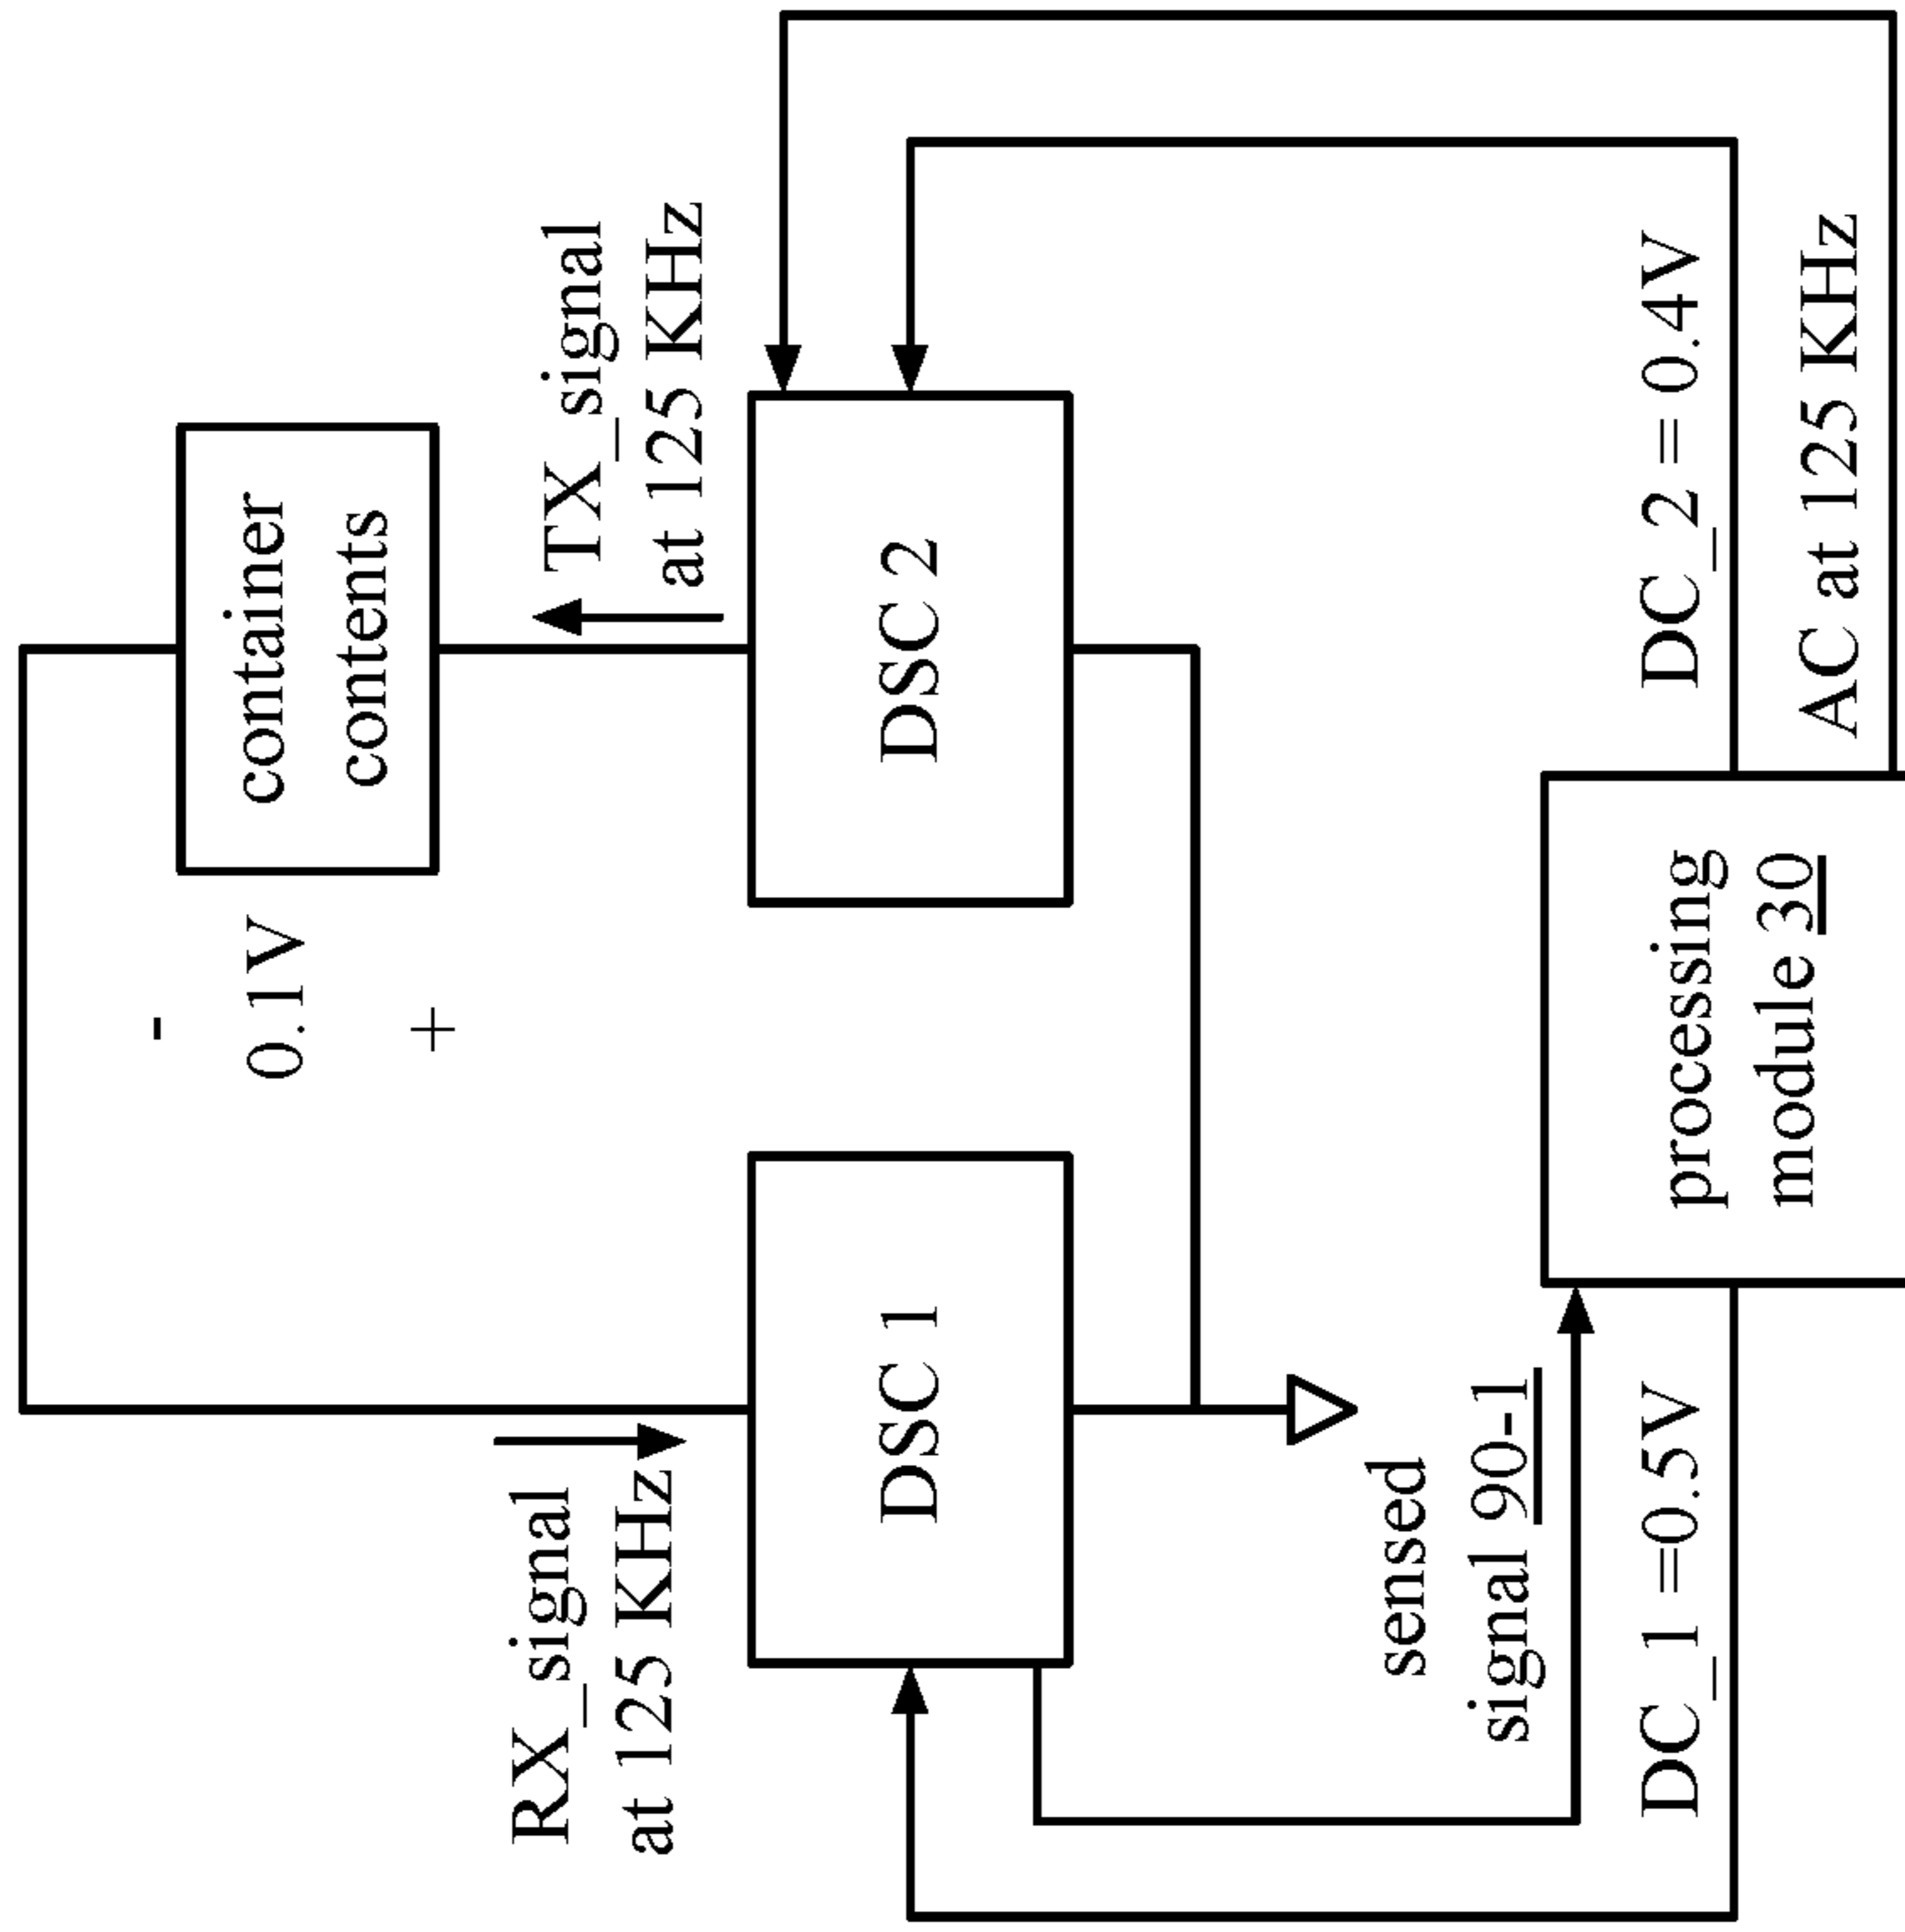 container
contents
-
0.1V
+
TX_signal
at 125 KHz
RX_signal
at 125 KHz
DSC 1
DSC 2
sensed
signal 90-1
DC_1 =0.5V
processing
module 30
DC_2 = 0.4V
AC at 125 KHz